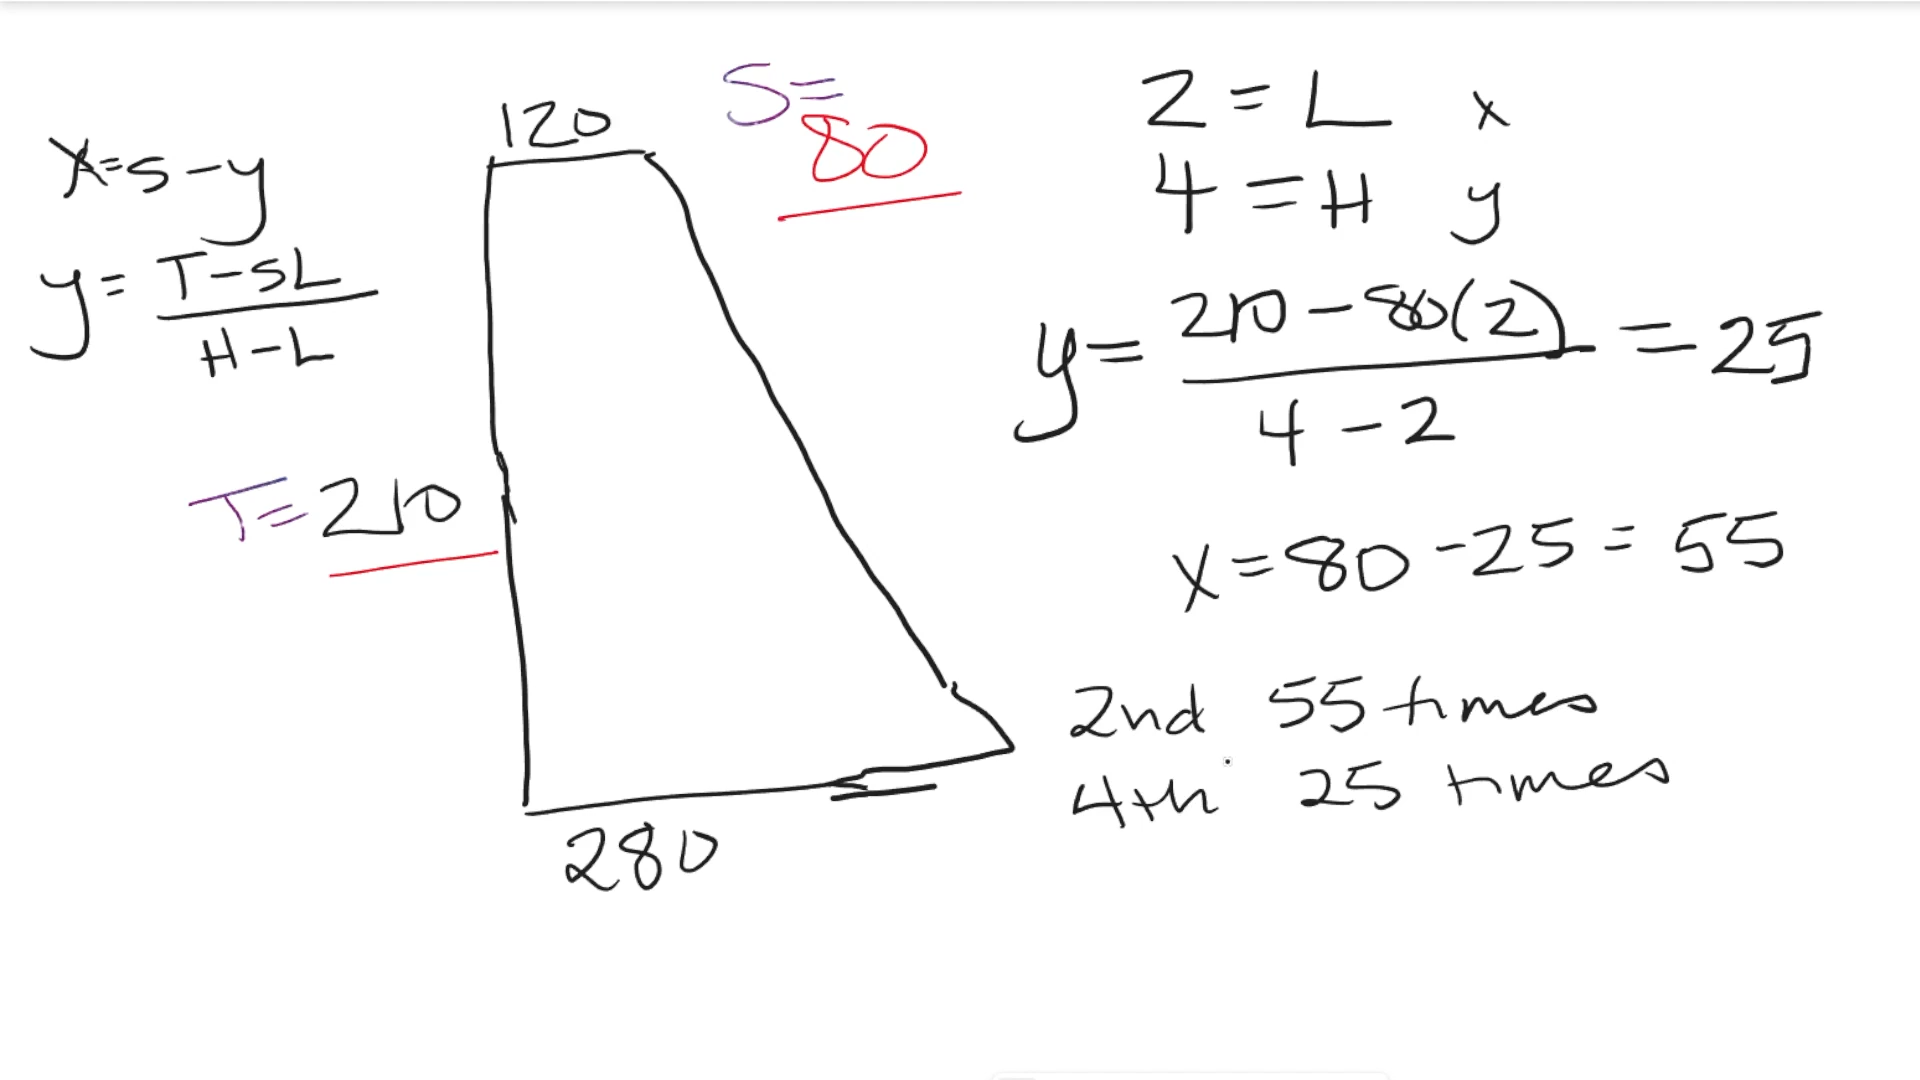 x=s-y
y=T-SL/H-L
120
S=
80
T=210
280
2=L x
4=H y
y=210-80(2)/4-2=25
x=80-25=55
2nd 55 times
4th 25 times